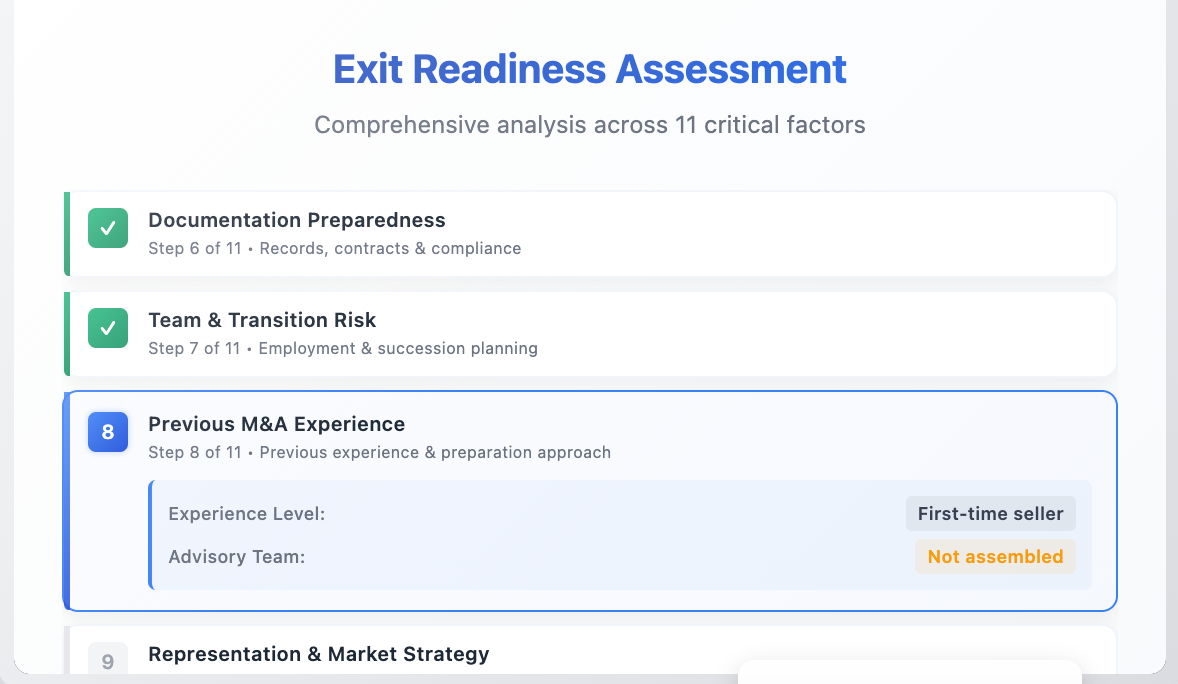 Exit Readiness Assessment
Comprehensive analysis across 11 critical factors
Documentation Preparedness
Step 6 of 11 • Records, contracts & compliance
Team & Transition Risk
Step 7 of 11 • Employment & succession planning
8
Previous M&A Experience
Step 8 of 11 • Previous experience & preparation approach
Experience Level: First-time seller
Advisory Team: Not assembled
9
Representation & Market Strategy